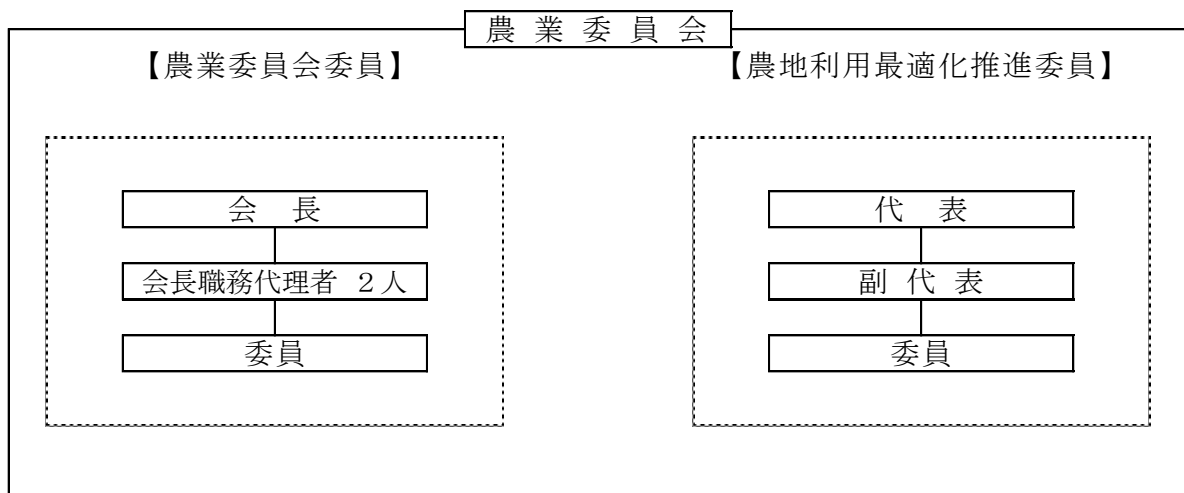 農業委員会
【農業委員会委員】
【農地利用最適化推進委員】
会 長
会長職務代理者 ２人
委員
代 表
副 代 表
委員